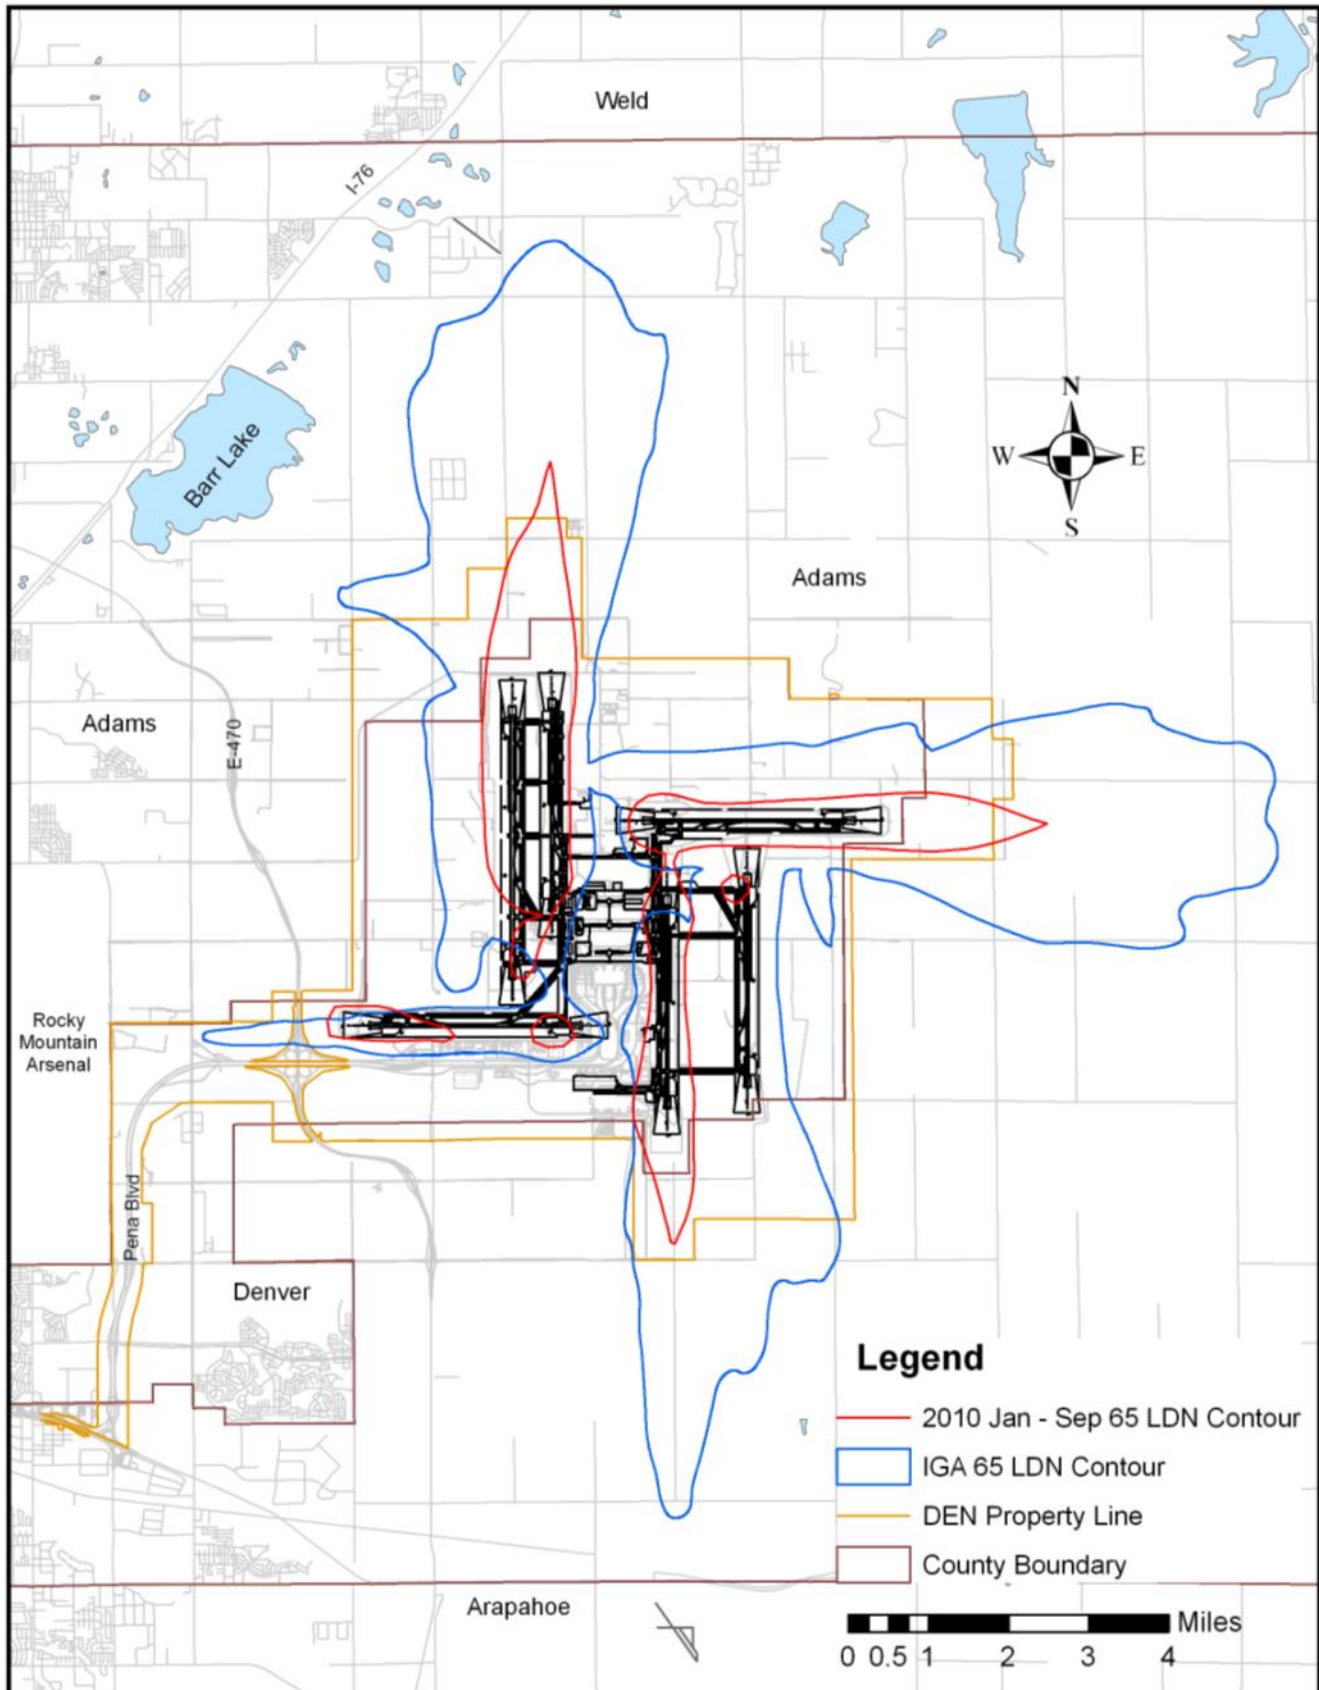 Weld
I-76
Barr Lake
N
W
E
S
Adams
Adams
E-470
Rocky
Mountain
Arsenal
Pena Blvd
Denver
Legend
2010 Jan - Sep 65 LDN Contour
IGA 65 LDN Contour
DEN Property Line
County Boundary
Arapahoe
Miles
0 0.5 1 2 3 4